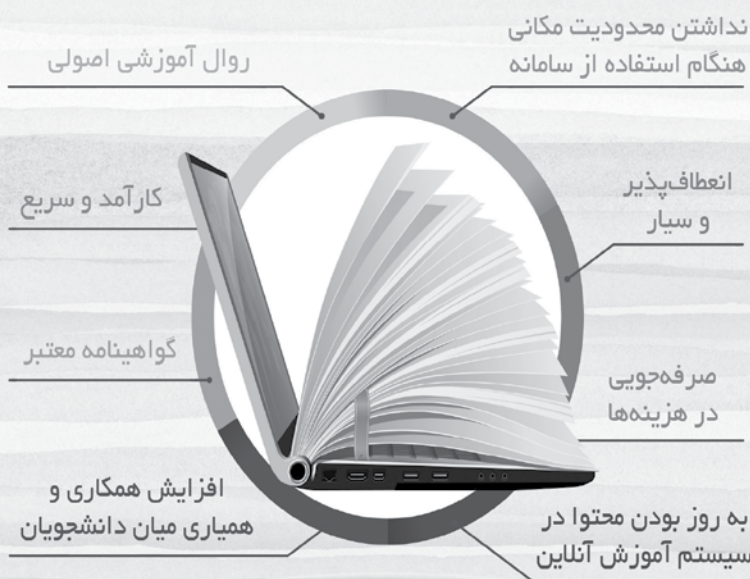 نداشتن محدودیت مکانی
هنگام استفاده از سامانه
انعطاف‌پذیر
و سیار
صرفه‌جویی
در هزینه‌ها
به روز بودن محتوا در
سیستم آموزش آنلاین
روال آموزشی اصولی
کارآمد و سریع
گواهینامه معتبر
افزایش همکاری و
همیاری میان دانشجویان